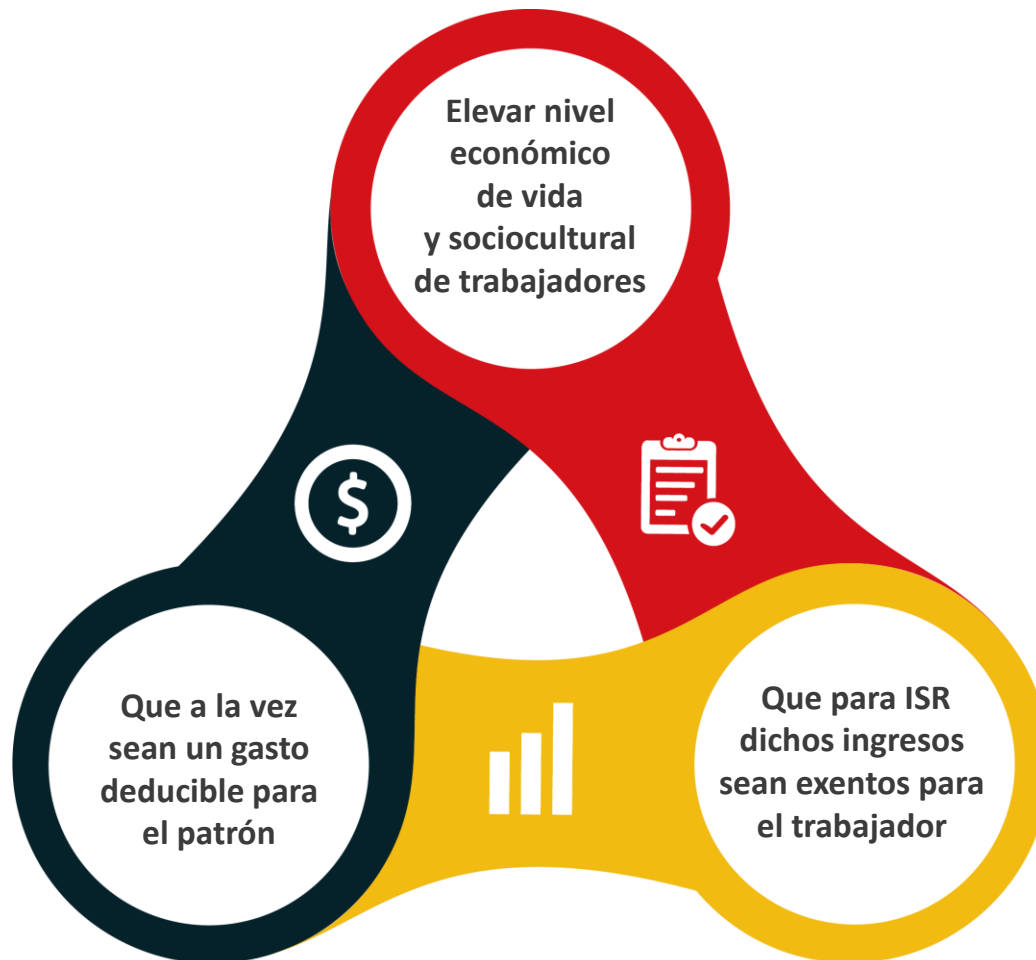 Elevar nivel
económico
de vida
y sociocultural
de trabajadores
$
Que a la vez
sean un gasto
deducible para
el patrón
Que para ISR
dichos ingresos
sean exentos para
el trabajador